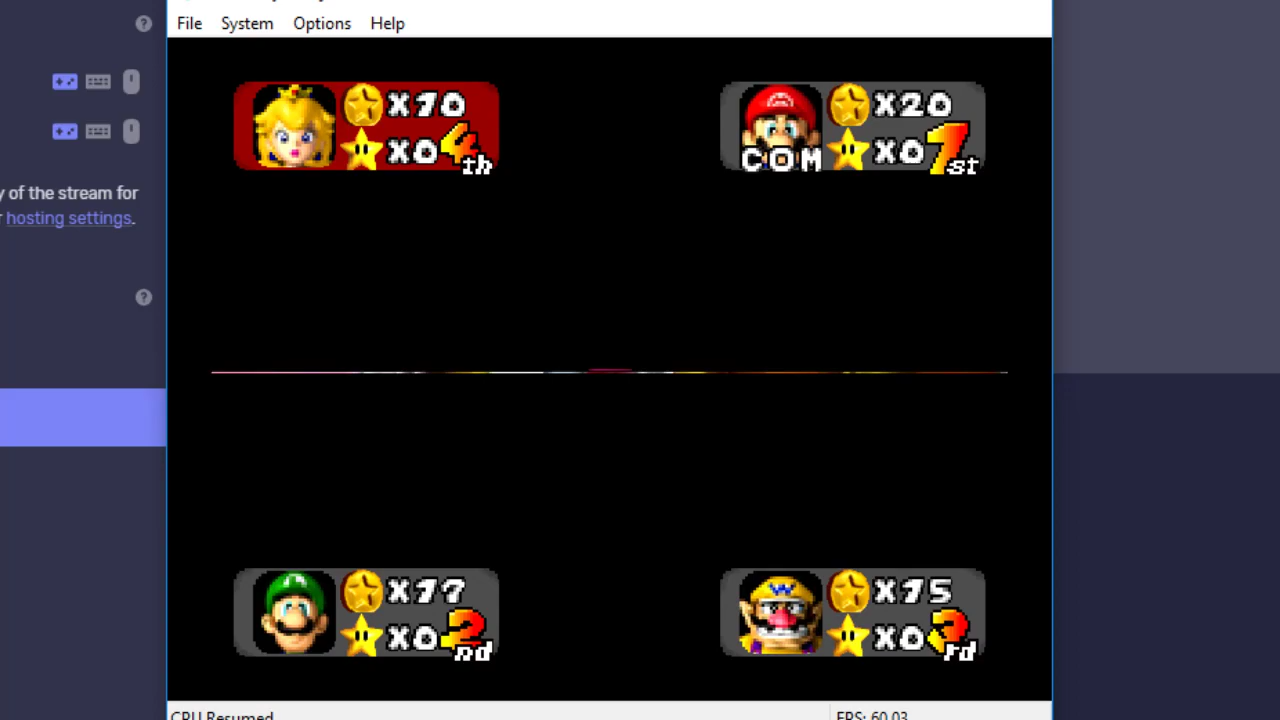 File System Options Help
X10 X20
X0 4th COM X0 1st
y of the stream for
r hosting settings.
X17 X15
X0 2nd X0 3rd
CPU Resumed FPS: 60.03